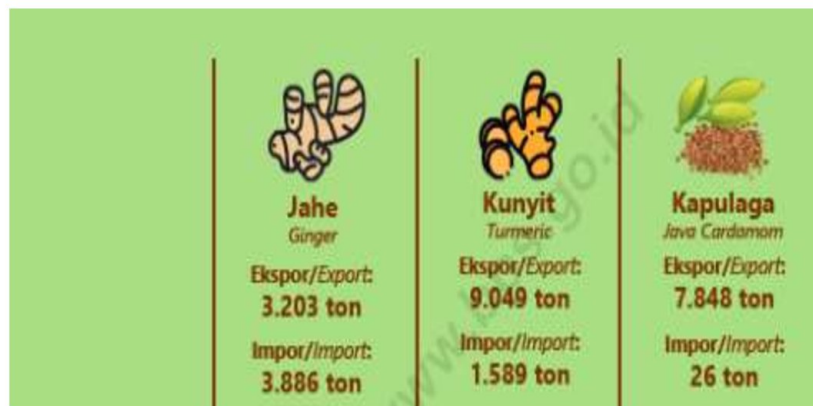 Jahe
Ginger
Ekspor/Export:
3.203 ton
Impor/Import:
3.886 ton
Kunyit
Turmeric
Ekspor/Export:
9.049 ton
Impor/Import:
1.589 ton
Kapulaga
Java Cardamom
Ekspor/Export:
7.848 ton
Impor/Import:
26 ton